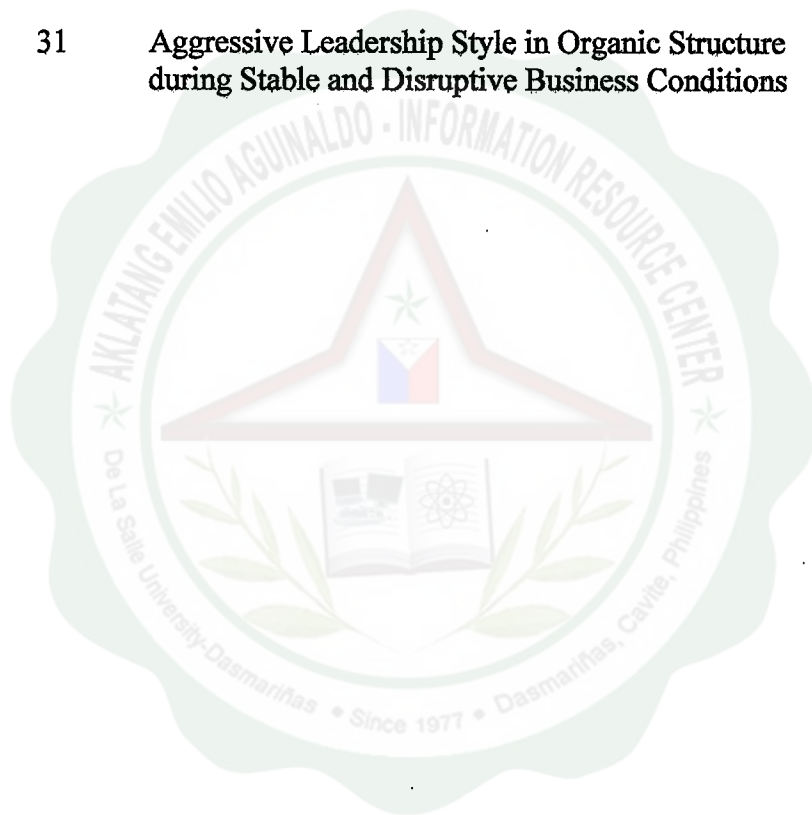 31 Aggressive Leadership Style in Organic Structure
during Stable and Disruptive Business Conditions
AKLATANG EMILIO AGUINALDO - INFORMATION RESOURCE CENTER
De La Salle University-Dasmariñas • Since 1977 • Dasmariñas, Cavite, Philippines